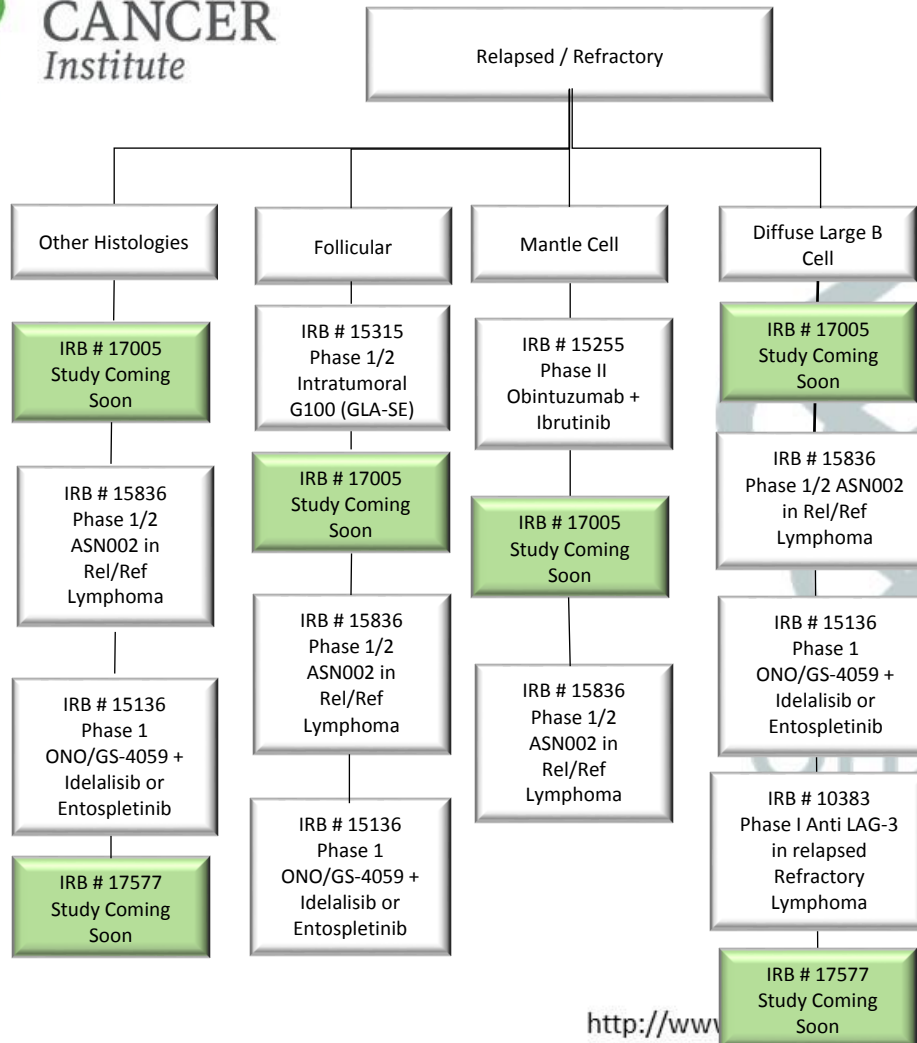 CANCER
Institute
Relapsed / Refractory
Other Histologies
IRB # 17005
Study Coming
Soon
IRB # 15836
Phase 1/2
ASN002 in
Rel/Ref
Lymphoma
IRB # 15136
Phase 1
ONO/GS-4059 +
Idelalisib or
Entospletinib
IRB # 17577
Study Coming
Soon
Follicular
IRB # 15315
Phase 1/2
Intratumoral
G100 (GLA-SE)
IRB # 17005
Study Coming
Soon
IRB # 15836
Phase 1/2
ASN002 in
Rel/Ref
Lymphoma
IRB # 15136
Phase 1
ONO/GS-4059 +
Idelalisib or
Entospletinib
Mantle Cell
IRB # 15255
Phase II
Obintuzumab +
Ibrutinib
IRB # 17005
Study Coming
Soon
IRB # 15836
Phase 1/2
ASN002 in
Rel/Ref
Lymphoma
Diffuse Large B
Cell
IRB # 17005
Study Coming
Soon
IRB # 15836
Phase 1/2 ASN002
in Rel/Ref
Lymphoma
IRB # 15136
Phase 1
ONO/GS-4059 +
Idelalisib or
Entospletinib
IRB # 10383
Phase I Anti LAG-3
in relapsed
Refractory
Lymphoma
IRB # 17577
Study Coming
Soon
http://www